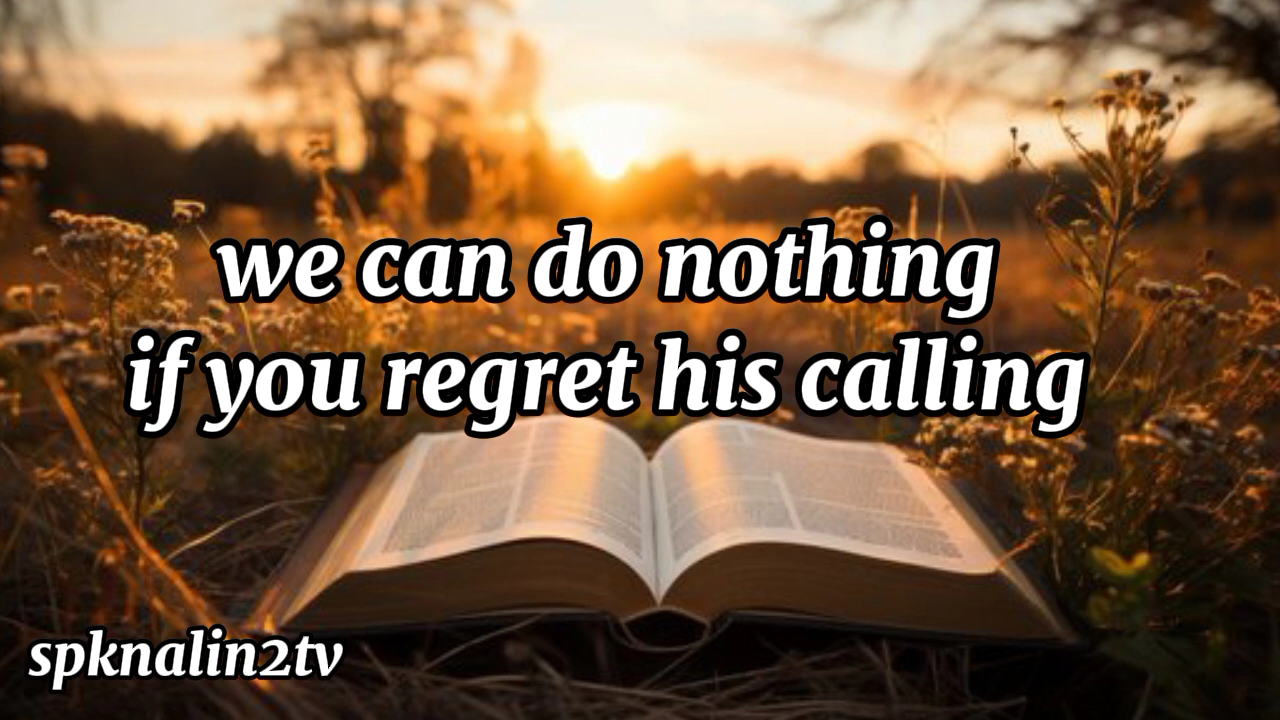 we can do nothing
if you regret his calling
spknalin2tv